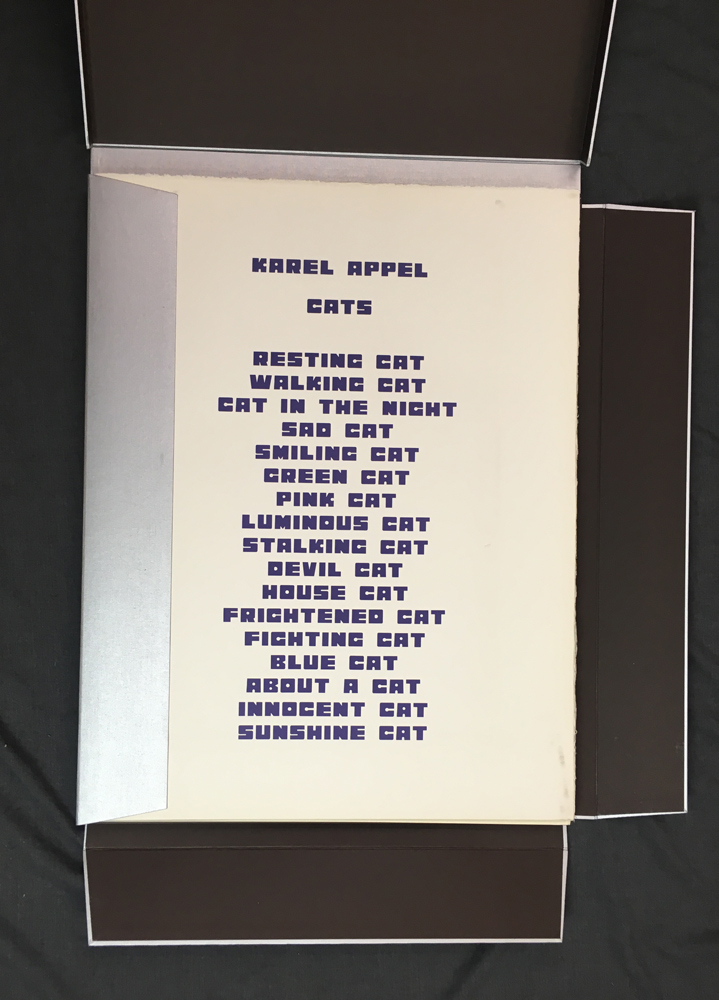 KAREL APPEL
CATS
RESTING CAT
WALKING CAT
CAT IN THE NIGHT
SAD CAT
SMILING CAT
GREEN CAT
PINK CAT
LUMINOUS CAT
STALKING CAT
DEVIL CAT
HOUSE CAT
FRIGHTENED CAT
FIGHTING CAT
BLUE CAT
ABOUT A CAT
INNOCENT CAT
SUNSHINE CAT